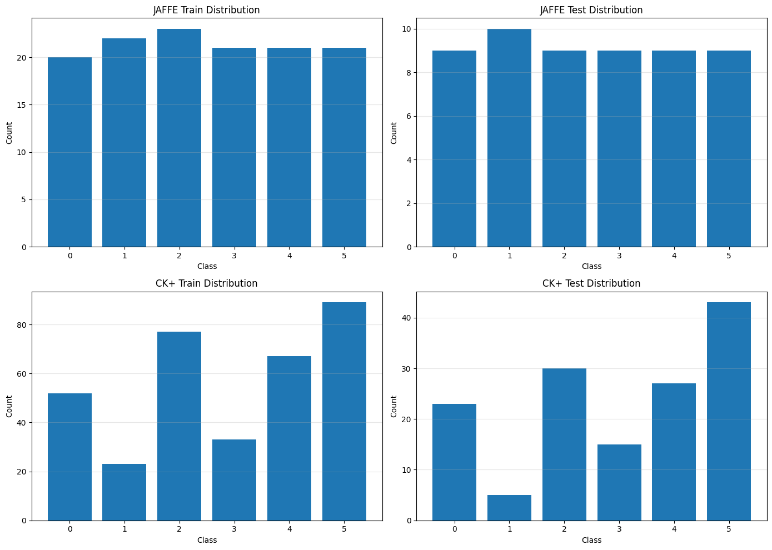 JAFFE Train Distribution
Count
20
15
10
5
0
0 1 2 3 4 5
Class
JAFFE Test Distribution
Count
10
8
6
4
2
0
0 1 2 3 4 5
Class
CK+ Train Distribution
Count
80
60
40
20
0
0 1 2 3 4 5
Class
CK+ Test Distribution
Count
40
30
20
10
0
0 1 2 3 4 5
Class